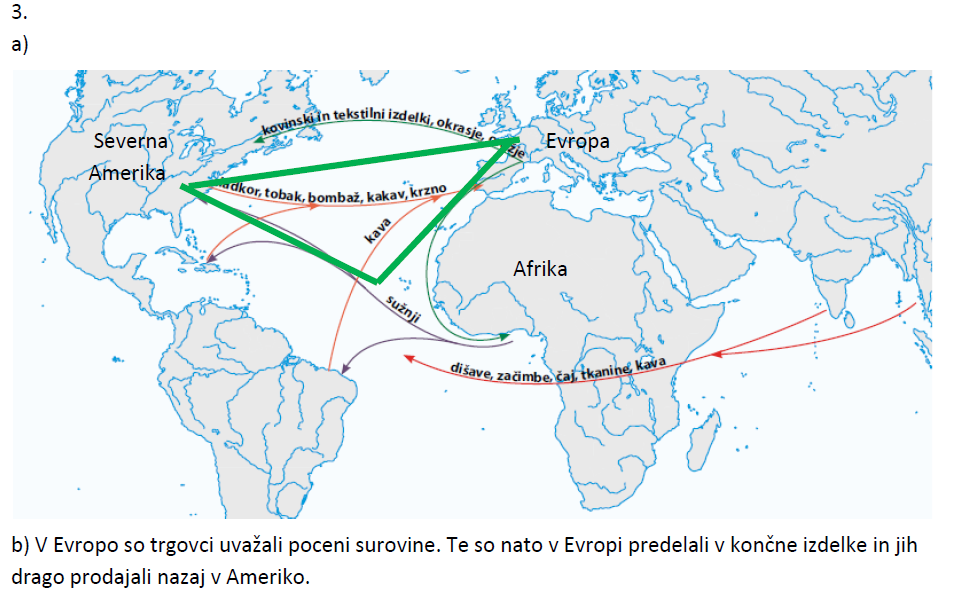 3.
a)
kovinski in tekstilni izdelki, okrasje,
Severna
Amerika
Evropa
tobak, bombaž, kakav, krzno
kava
Afrika
sužnji
dišave, začimbe, čaj, tkanine, kava
b) V Evropo so trgovci uvažali poceni surovine. Te so nato v Evropi predelali v končne izdelke in jih
drago prodajali nazaj v Ameriko.